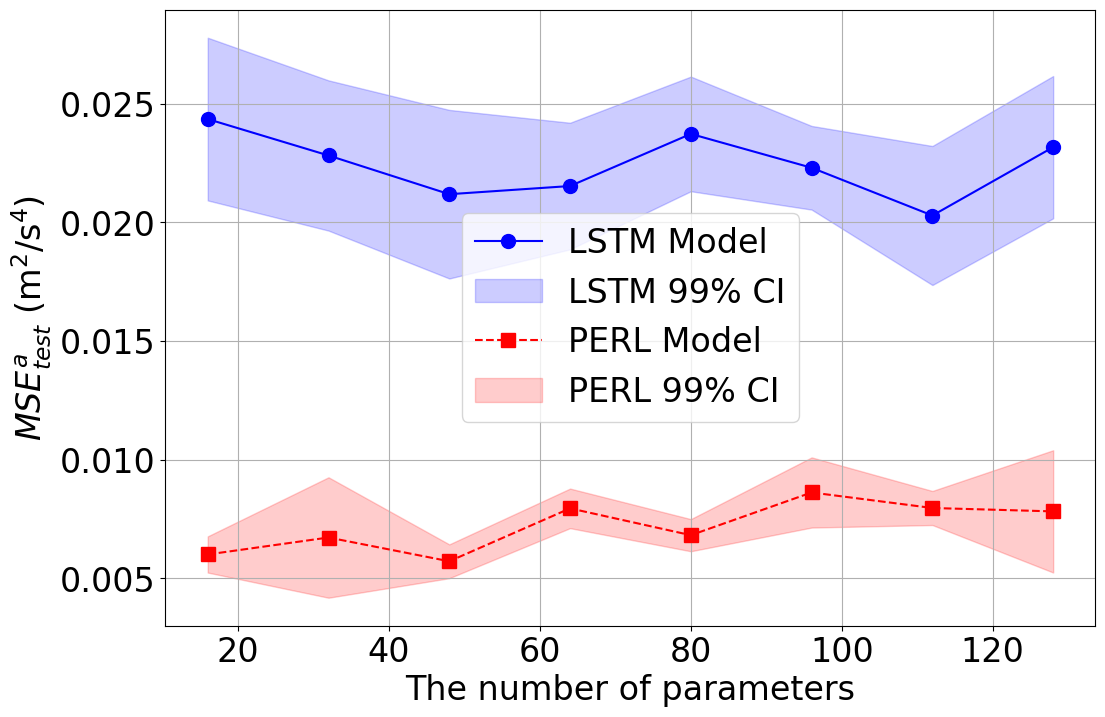 0.025
0.020
0.015
0.010
0.005
MSE^a_test (m²/s⁴)
LSTM Model
LSTM 99% CI
PERL Model
PERL 99% CI
20 40 60 80 100 120
The number of parameters